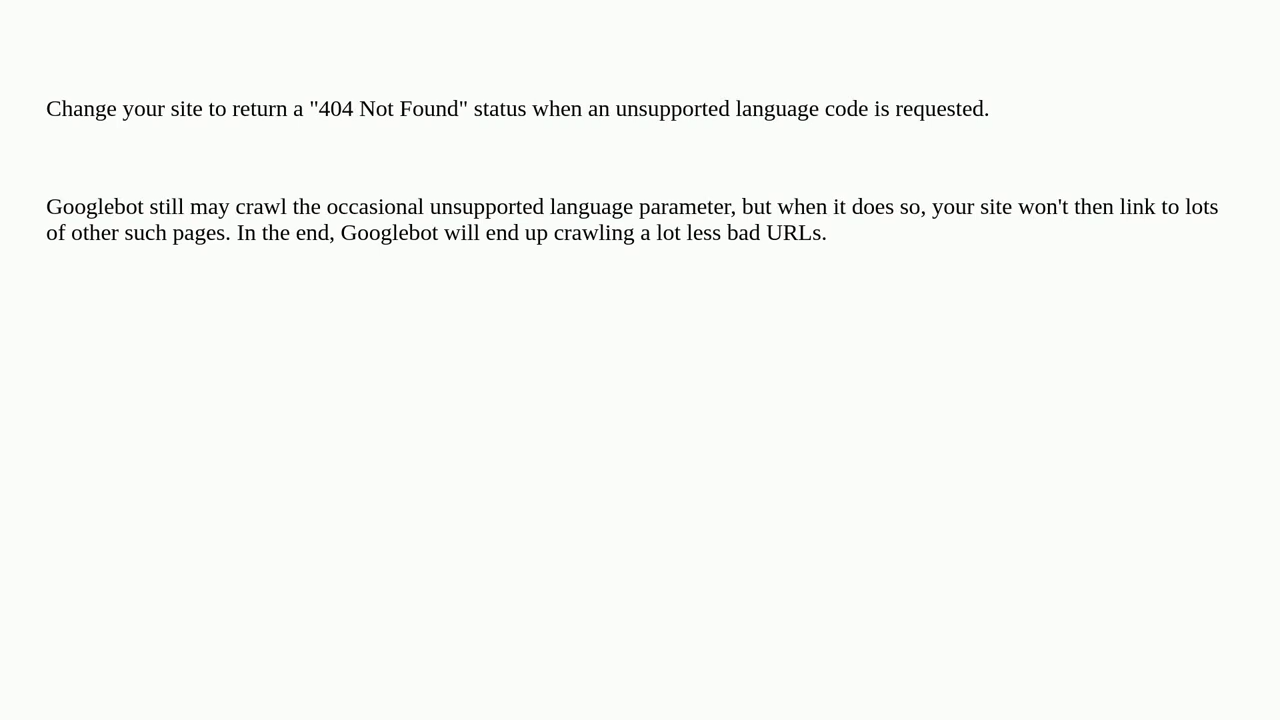 Change your site to return a "404 Not Found" status when an unsupported language code is requested.
Googlebot still may crawl the occasional unsupported language parameter, but when it does so, your site won't then link to lots
of other such pages. In the end, Googlebot will end up crawling a lot less bad URLs.